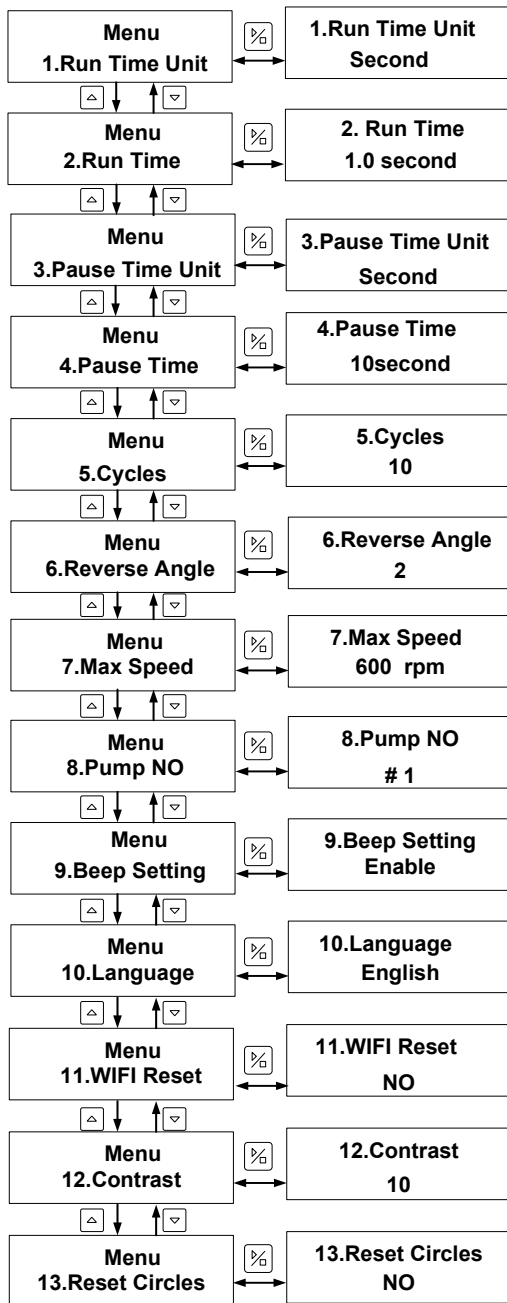 Menu
1.Run Time Unit
1.Run Time Unit
Second
Menu
2.Run Time
2. Run Time
1.0 second
Menu
3.Pause Time Unit
3.Pause Time Unit
Second
Menu
4.Pause Time
4.Pause Time
10second
Menu
5.Cycles
5.Cycles
10
Menu
6.Reverse Angle
6.Reverse Angle
2
Menu
7.Max Speed
7.Max Speed
600 rpm
Menu
8.Pump NO
8.Pump NO
# 1
Menu
9.Beep Setting
9.Beep Setting
Enable
Menu
10.Language
10.Language
English
Menu
11.WIFI Reset
11.WIFI Reset
NO
Menu
12.Contrast
12.Contrast
10
Menu
13.Reset Circles
13.Reset Circles
NO